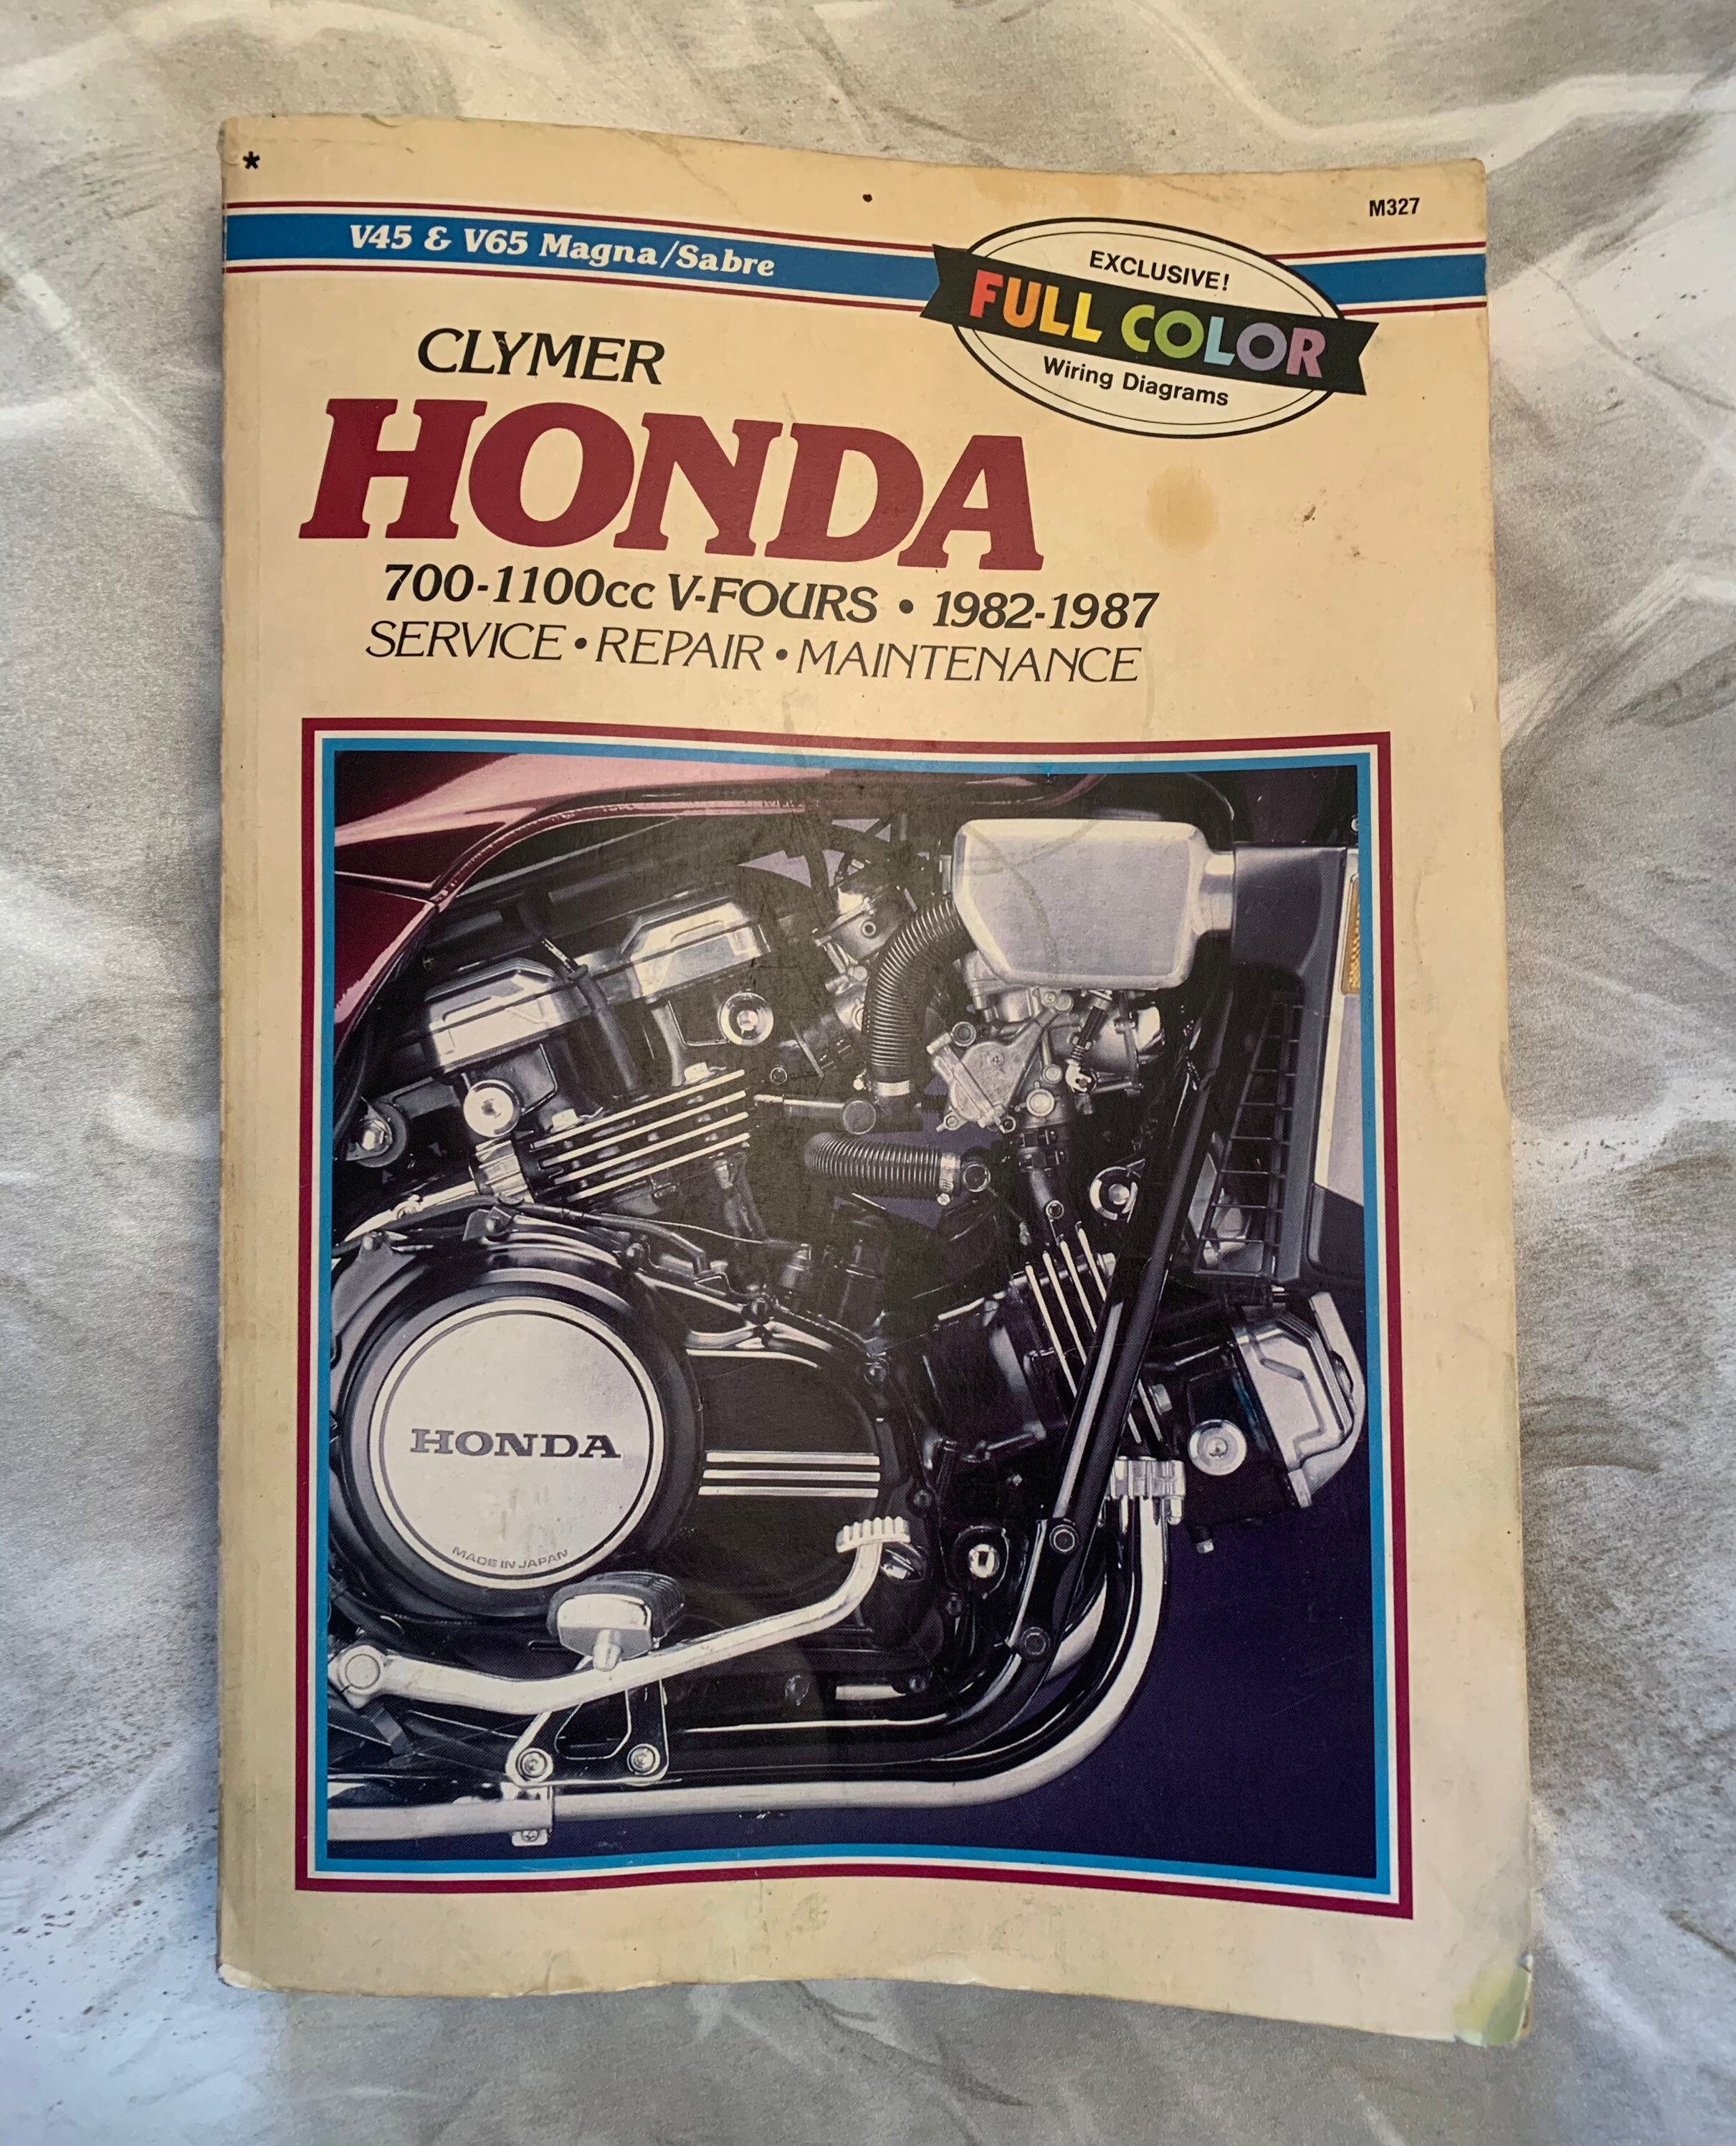 *
M327
V45 & V65 Magna/Sabre
EXCLUSIVE!
FULL COLOR
Wiring Diagrams
CLYMER
HONDA
700-1100cc V-FOURS • 1982-1987
SERVICE • REPAIR • MAINTENANCE
HONDA
MADE IN JAPAN